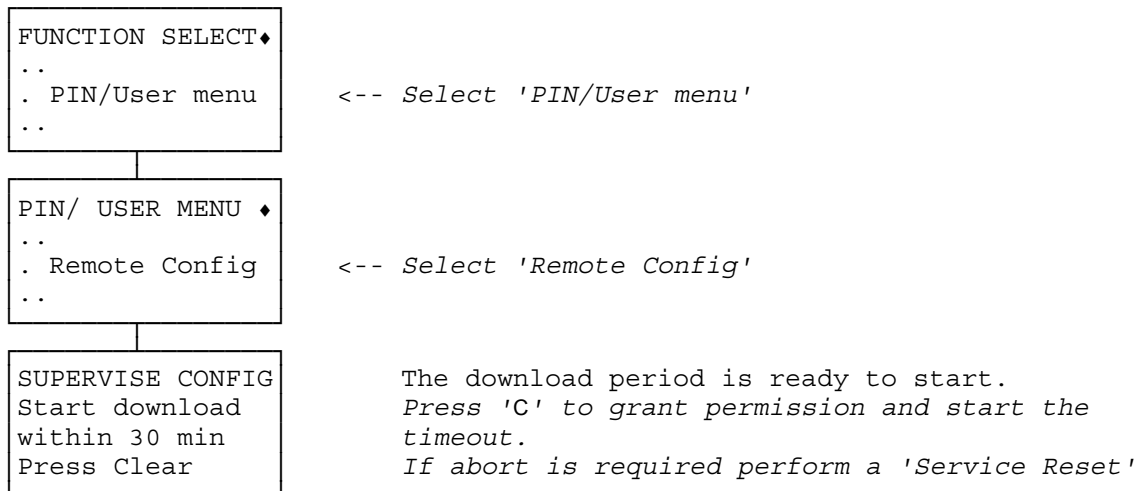 FUNCTION SELECT♦
..
. PIN/User menu <-- Select 'PIN/User menu'
..
PIN/ USER MENU ♦
..
. Remote Config <-- Select 'Remote Config'
..
SUPERVISE CONFIG The download period is ready to start.
Start download Press 'C' to grant permission and start the
within 30 min timeout.
Press Clear If abort is required perform a 'Service Reset'